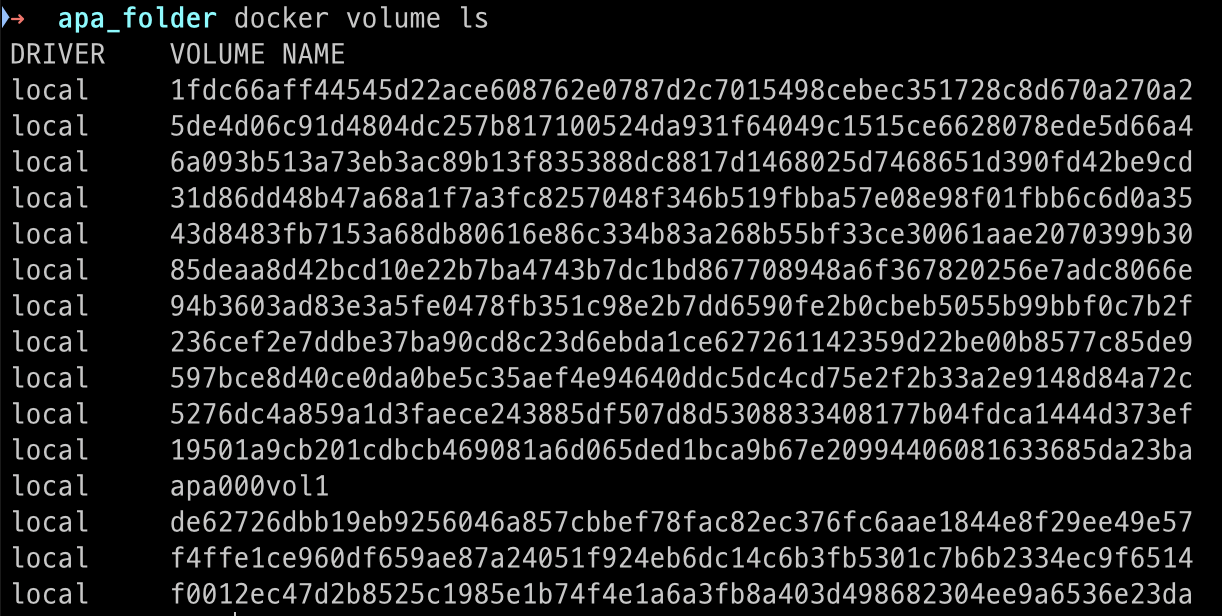 → apa_folder docker volume ls
DRIVER VOLUME NAME
local 1fdc66aff44545d22ace608762e0787d2c7015498cebec351728c8d670a270a2
local 5de4d06c91d4804dc257b817100524da931f64049c1515ce6628078ede5d66a4
local 6a093b513a73eb3ac89b13f835388dc8817d1468025d7468651d390fd42be9cd
local 31d86dd48b47a68a1f7a3fc8257048f346b519fbba57e08e98f01fbb6c6d0a35
local 43d8483fb7153a68db80616e86c334b83a268b55bf33ce30061aae2070399b30
local 85deaa8d42bcd10e22b7ba4743b7dc1bd867708948a6f367820256e7adc8066e
local 94b3603ad83e3a5fe0478fb351c98e2b7dd6590fe2b0cbeb5055b99bbf0c7b2f
local 236cef2e7ddbe37ba90cd8c23d6ebda1ce627261142359d22be00b8577c85de9
local 597bce8d40ce0da0be5c35aef4e94640ddc5dc4cd75e2f2b33a2e9148d84a72c
local 5276dc4a859a1d3faece243885df507d8d5308833408177b04fdca1444d373ef
local 19501a9cb201cdbcb469081a6d065ded1bca9b67e20994406081633685da23ba
local apa000vol1
local de62726dbb19eb9256046a857cbbef78fac82ec376fc6aae1844e8f29ee49e57
local f4ffe1ce960df659ae87a24051f924eb6dc14c6b3fb5301c7b6b2334ec9f6514
local f0012ec47d2b8525c1985e1b74f4e1a6a3fb8a403d498682304ee9a6536e23da